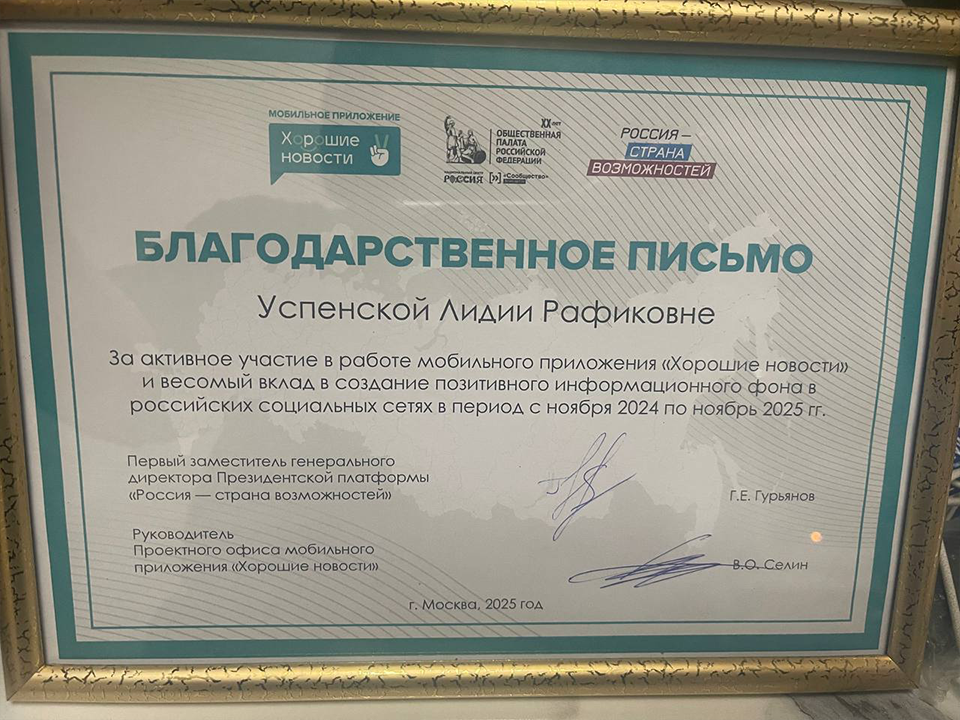 МОБИЛЬНОЕ ПРИЛОЖЕНИЕ
Хорошие
новости
XX лет
ОБЩЕСТВЕННАЯ
ПАЛАТА
РОССИЙСКОЙ
ФЕДЕРАЦИИ
РОССИЯ
«Сообщество»
РОССИЯ –
СТРАНА
ВОЗМОЖНОСТЕЙ
БЛАГОДАРСТВЕННОЕ ПИСЬМО
Успенской Лидии Рафиковне
За активное участие в работе мобильного приложения «Хорошие новости»
и весомый вклад в создание позитивного информационного фона в
российских социальных сетях в период с ноября 2024 по ноябрь 2025 гг.
Первый заместитель генерального
директора Президентской платформы
«Россия — страна возможностей»
Г.Е. Гурьянов
Руководитель
Проектного офиса мобильного
приложения «Хорошие новости»
В.О. Селин
г. Москва, 2025 год